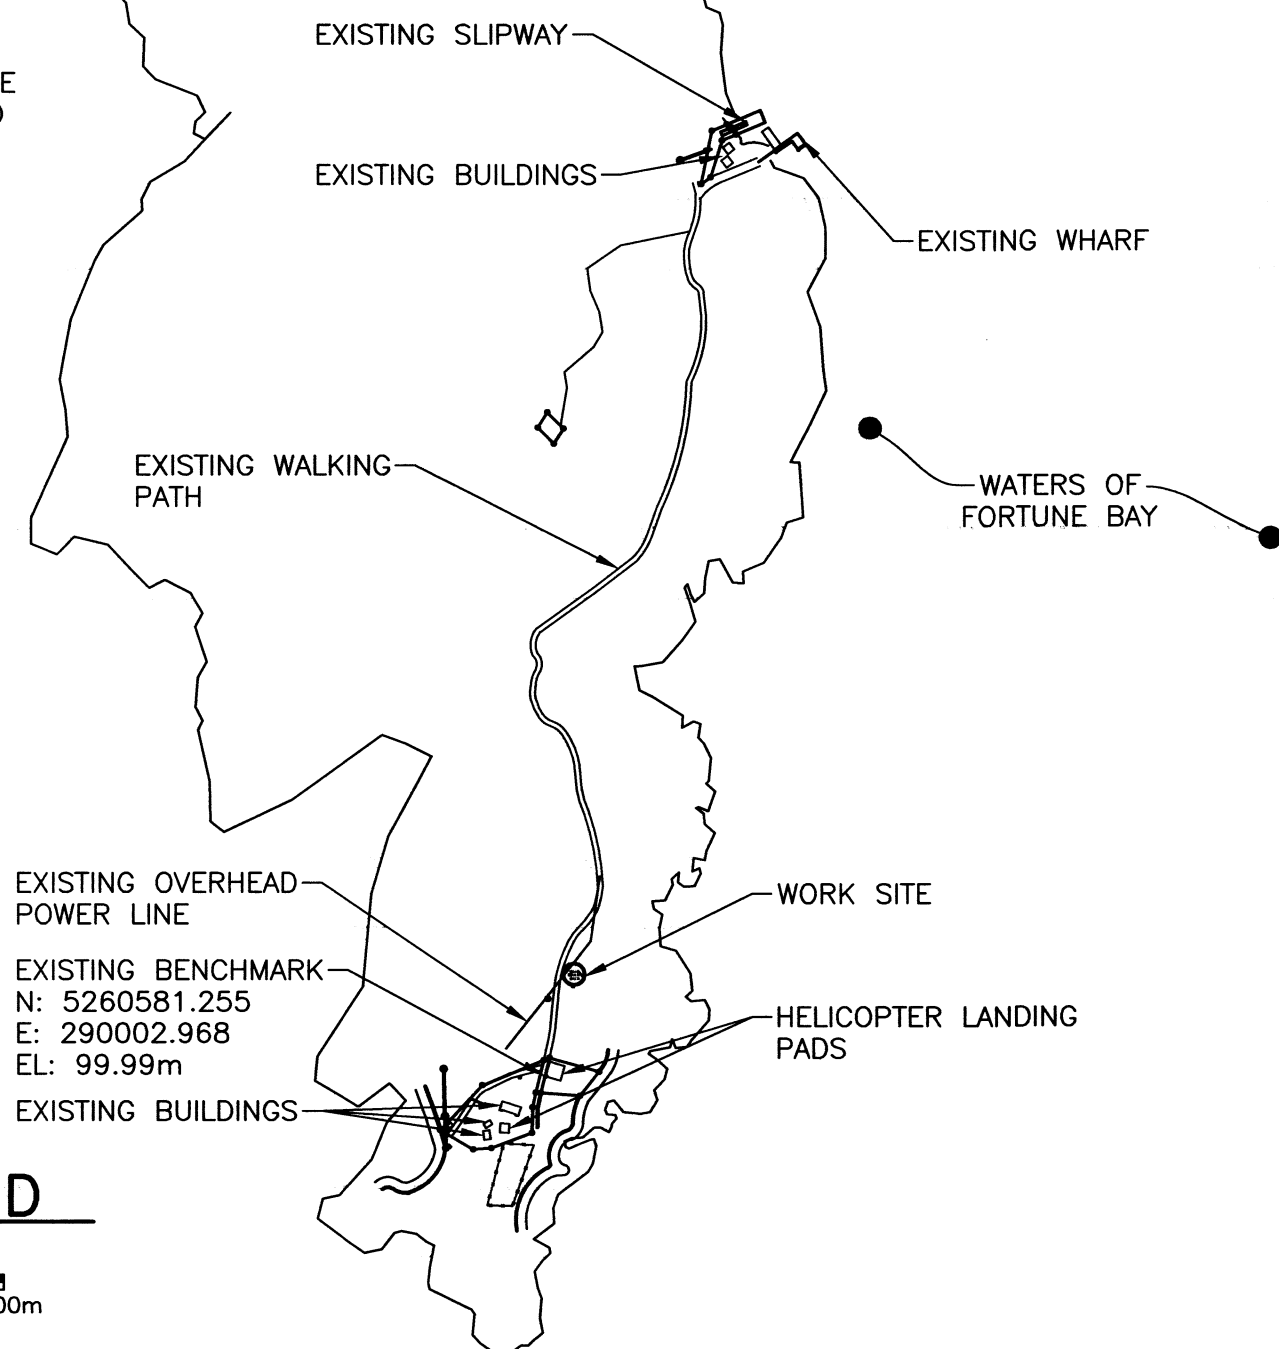 EXISTING SLIPWAY
E
)
EXISTING BUILDINGS
EXISTING WHARF
EXISTING WALKING
PATH
WATERS OF
FORTUNE BAY
EXISTING OVERHEAD
POWER LINE
WORK SITE
EXISTING BENCHMARK
N: 5260581.255
E: 290002.968
EL: 99.99m
HELICOPTER LANDING
PADS
EXISTING BUILDINGS
D
00m